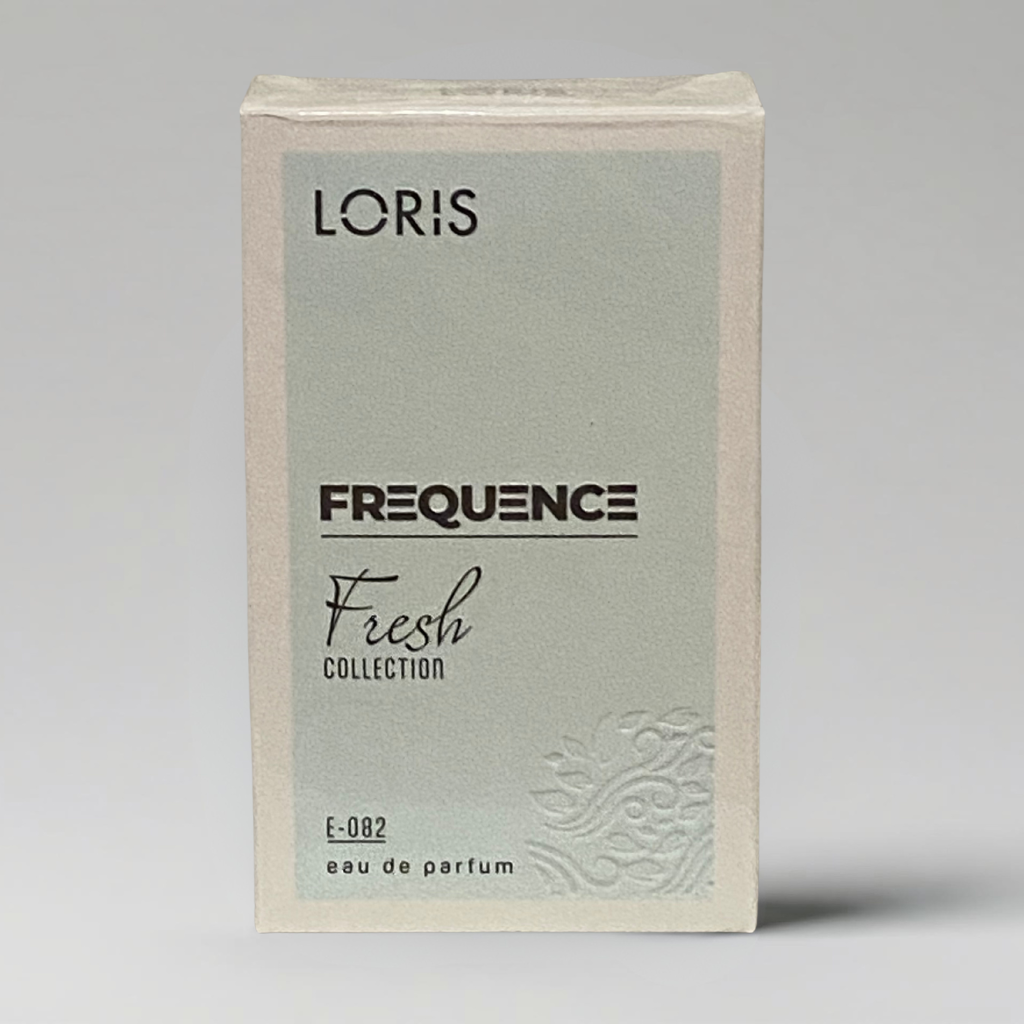 LORIS
FREQUENCE
Fresh
COLLECTION
E-082
eau de parfum